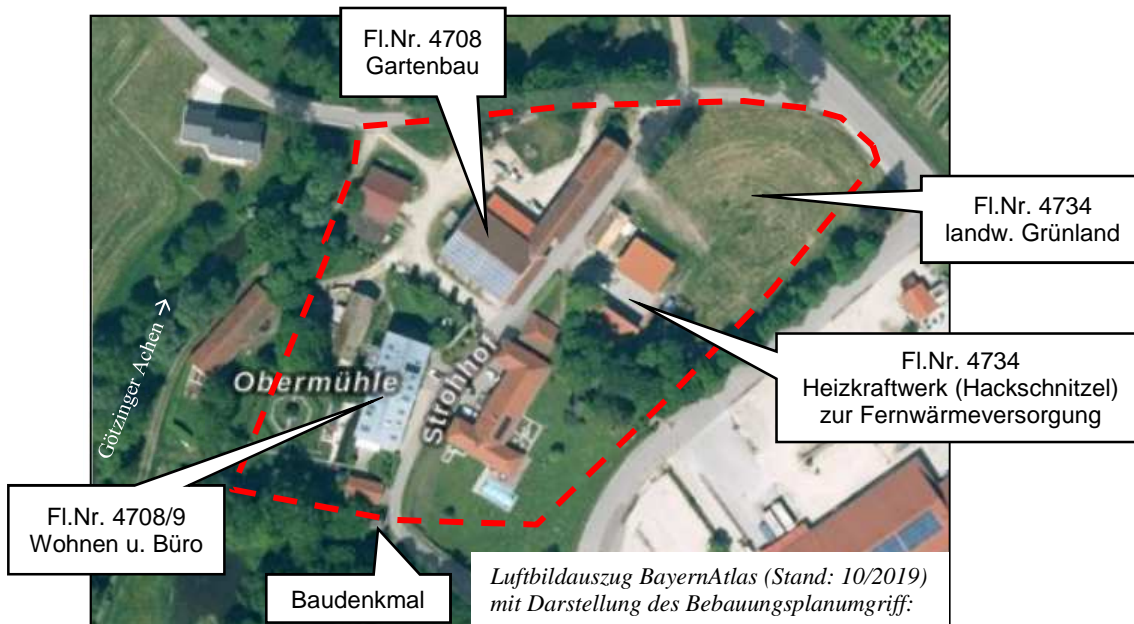 Fl.Nr. 4708
Gartenbau
Fl.Nr. 4734
landw. Grünland
Götzinger Achen →
Obermühle
Strohhof
Fl.Nr. 4734
Heizkraftwerk (Hackschnitzel)
zur Fernwärmeversorgung
Fl.Nr. 4708/9
Wohnen u. Büro
Baudenkmal
Luftbildauszug BayernAtlas (Stand: 10/2019)
mit Darstellung des Bebauungsplanumgriff: